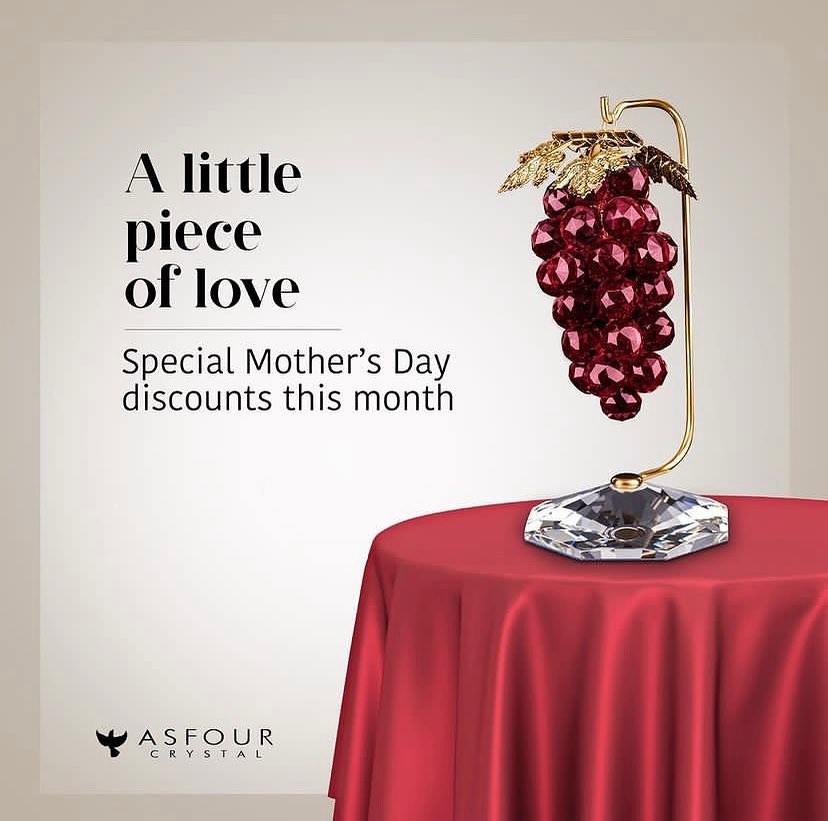 A little
piece
of love
Special Mother's Day
discounts this month
ASFOUR
CRYSTAL